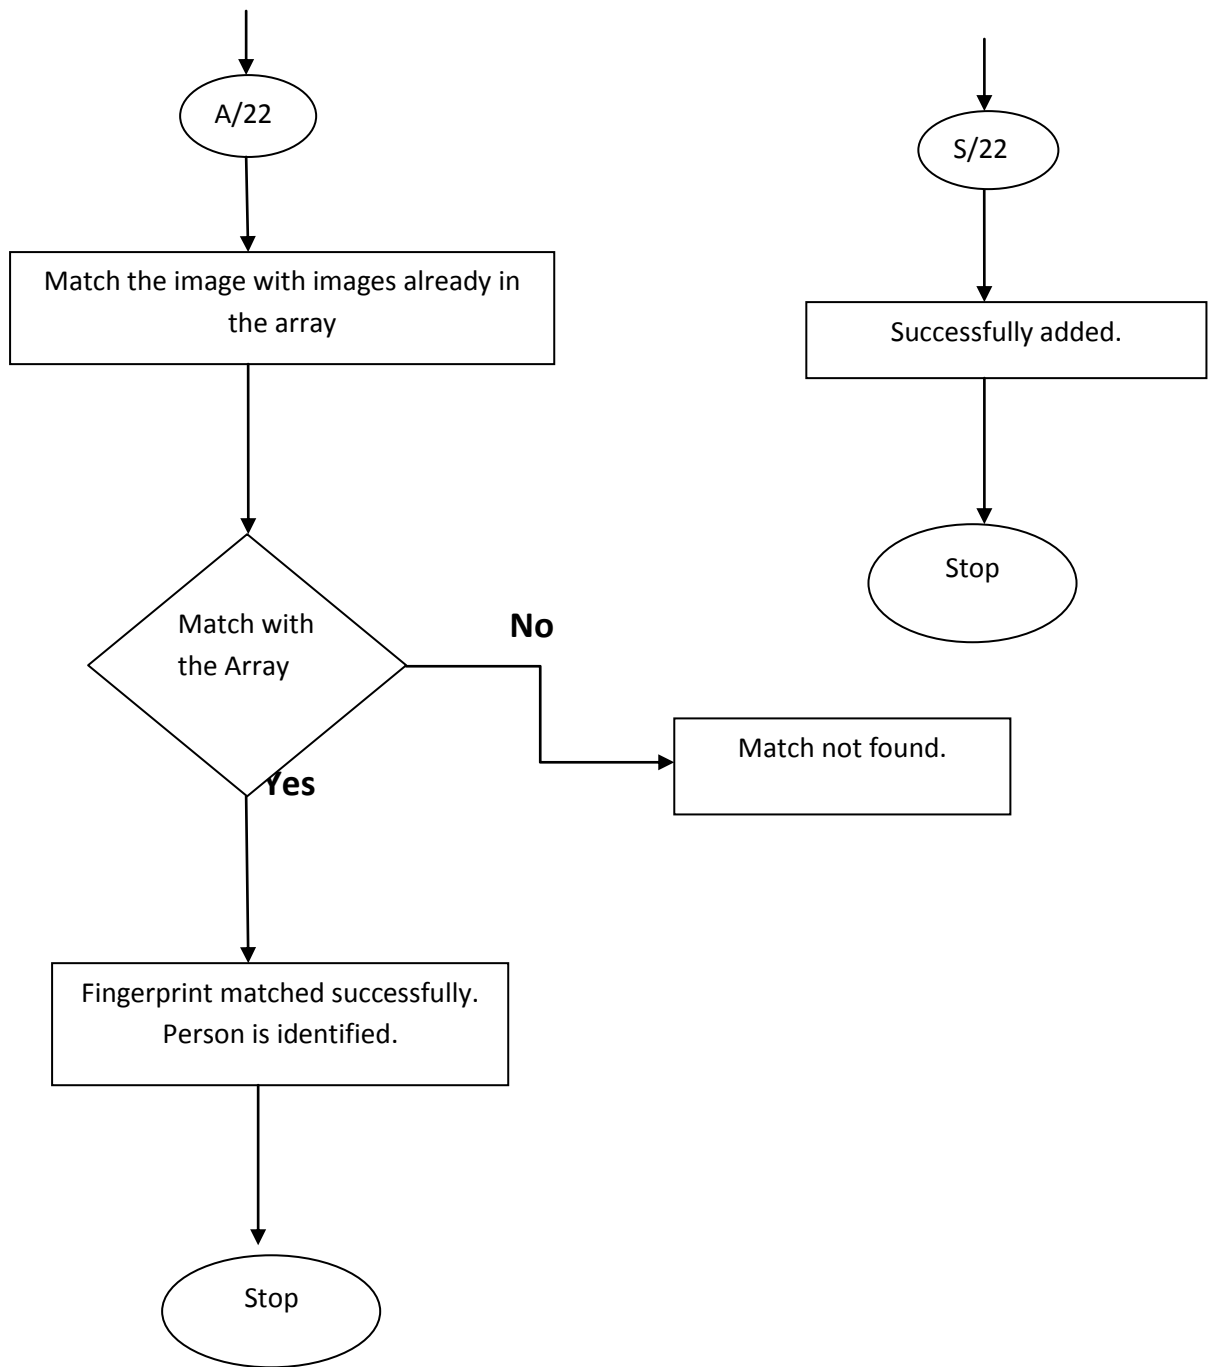 A/22
Match the image with images already in
the array
Match with
the Array
No
Yes
Match not found.
Fingerprint matched successfully.
Person is identified.
Stop
S/22
Successfully added.
Stop